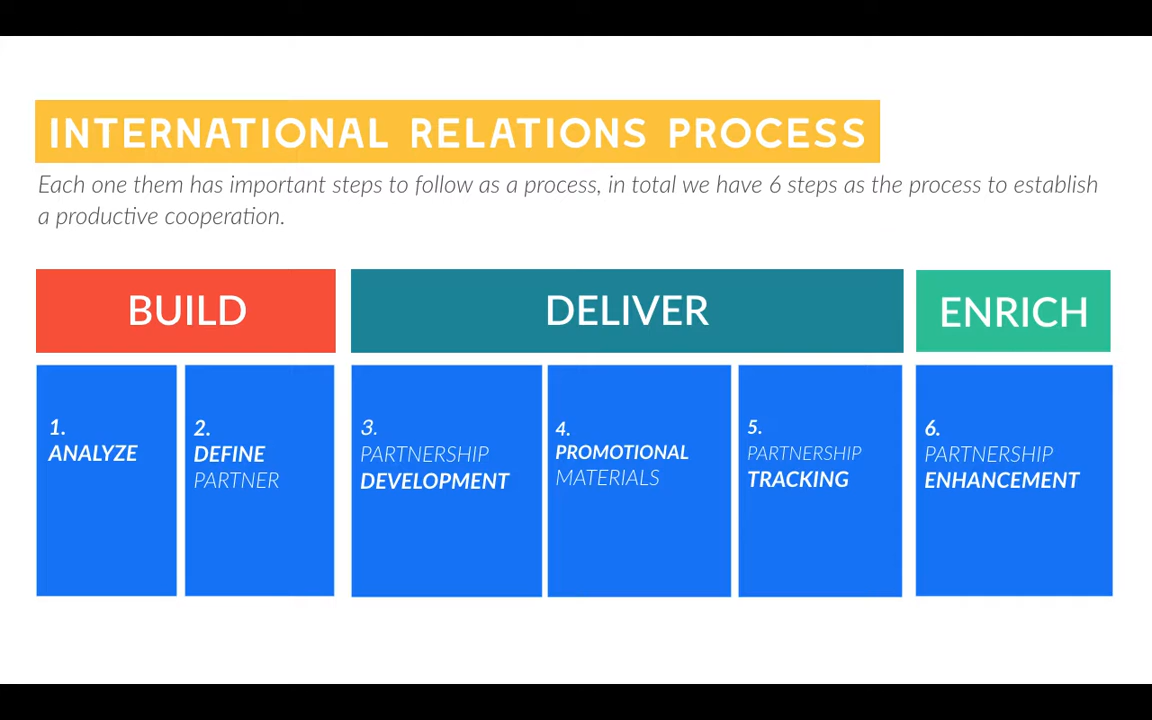 INTERNATIONAL RELATIONS PROCESS
Each one them has important steps to follow as a process, in total we have 6 steps as the process to establish
a productive cooperation.
BUILD
DELIVER
ENRICH
1.
ANALYZE
2.
DEFINE
PARTNER
3.
PARTNERSHIP
DEVELOPMENT
4.
PROMOTIONAL
MATERIALS
5.
PARTNERSHIP
TRACKING
6.
PARTNERSHIP
ENHANCEMENT